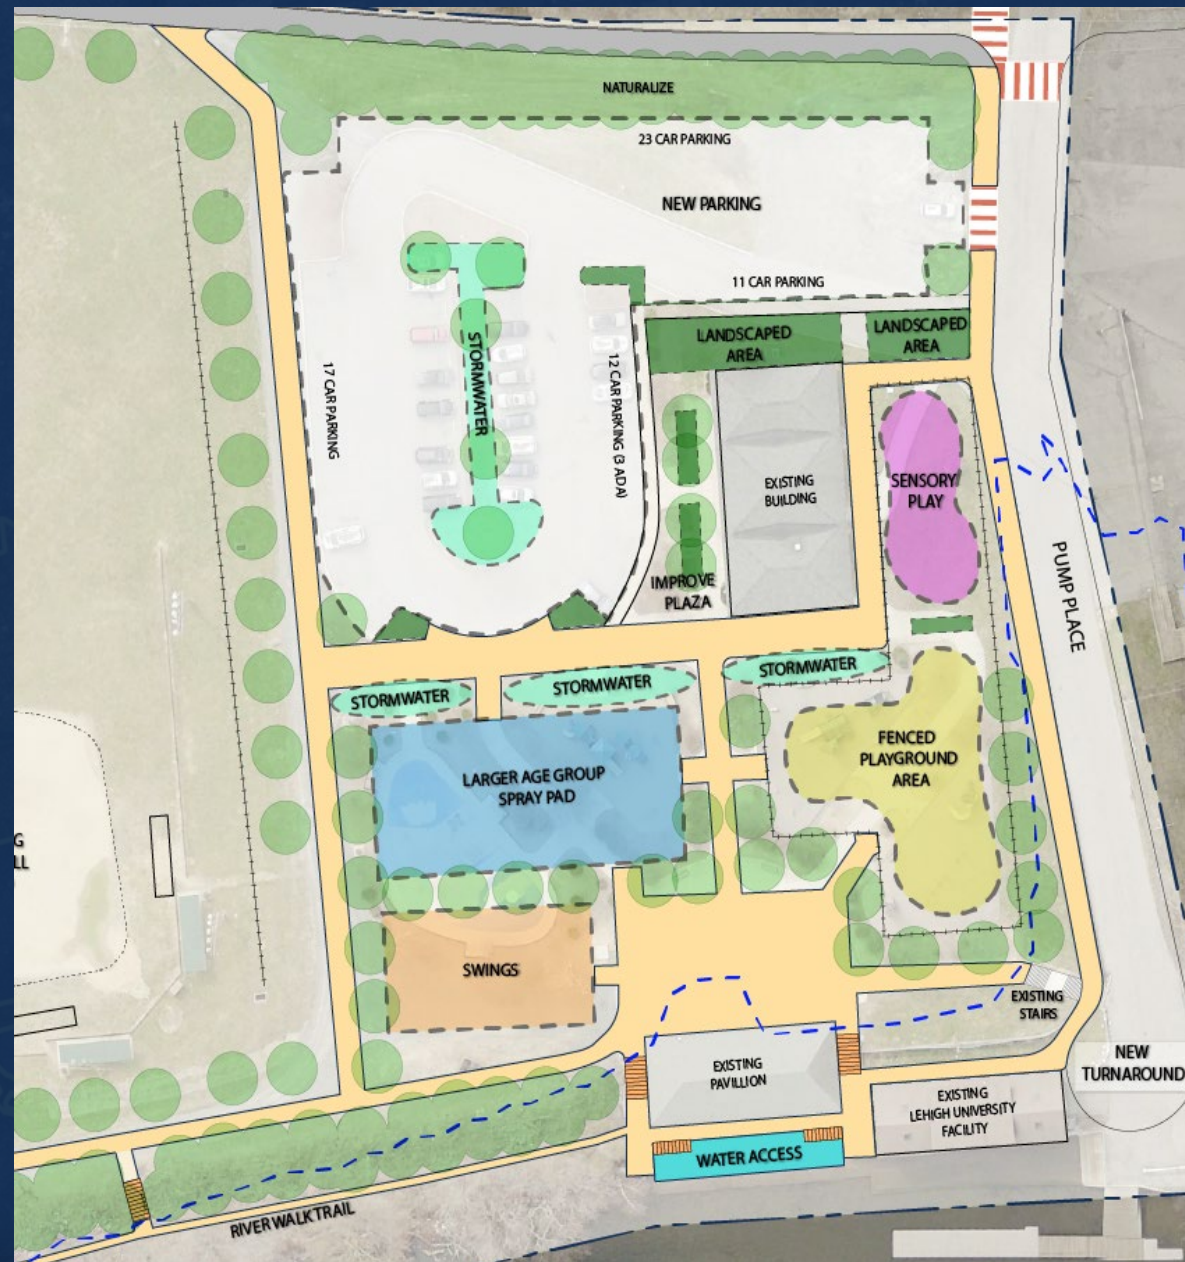 NATURALIZE
23 CAR PARKING
NEW PARKING
11 CAR PARKING
LANDSCAPED
AREA
LANDSCAPED
AREA
STORMWATER
17 CAR PARKING
12 CAR PARKING (3 ADA)
EXISTING
BUILDING
SENSORY
PLAY
IMPROVE
PLAZA
PUMP PLACE
STORMWATER
STORMWATER
STORMWATER
LARGER AGE GROUP
SPRAY PAD
FENCED
PLAYGROUND
AREA
G
LL
SWINGS
EXISTING
STAIRS
EXISTING
PAVILLION
NEW
TURNAROUND
EXISTING
LEHIGH UNIVERSITY
FACILITY
WATER ACCESS
RIVERWALK TRAIL